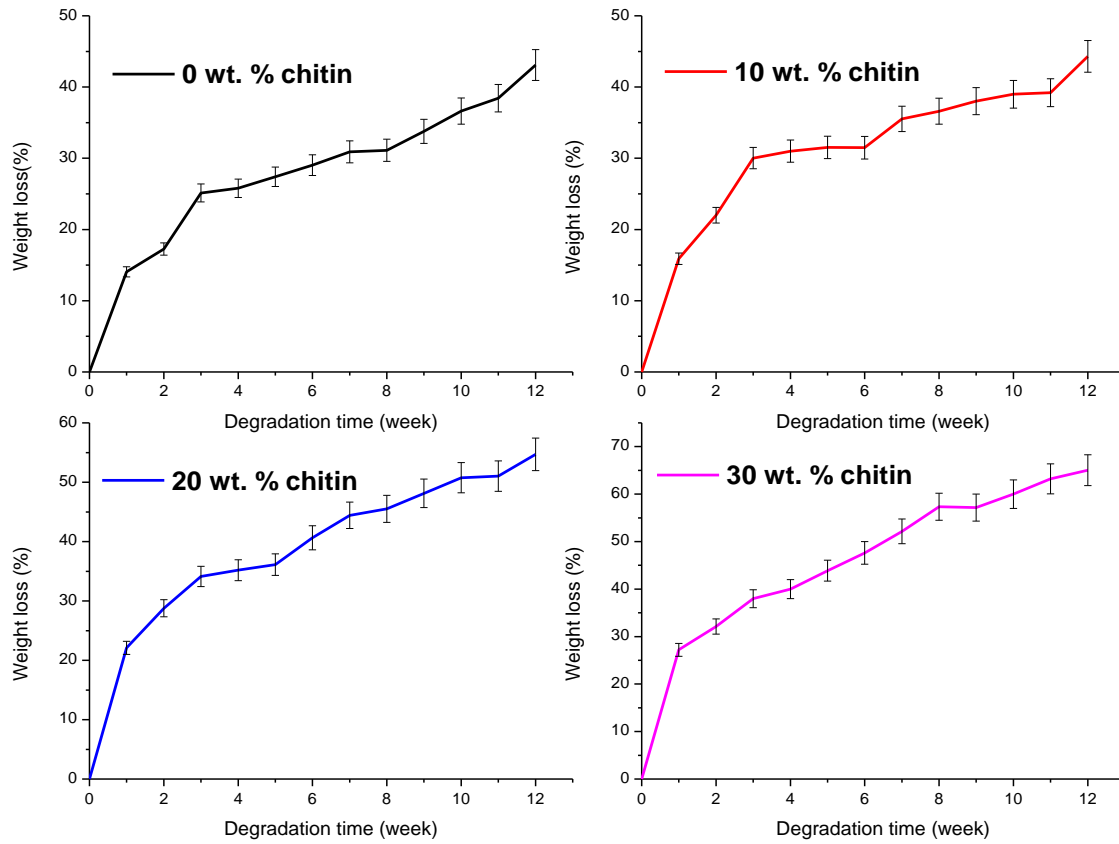 0 wt. % chitin
Weight loss(%)
50
40
30
20
10
0
0 2 4 6 8 10 12
Degradation time (week)
10 wt. % chitin
Weight loss (%)
50
40
30
20
10
0
0 2 4 6 8 10 12
Degradation time (week)
20 wt. % chitin
Weight loss (%)
60
50
40
30
20
10
0
0 2 4 6 8 10 12
Degradation time (week)
30 wt. % chitin
Weight loss (%)
70
60
50
40
30
20
10
0
0 2 4 6 8 10 12
Degradation time (week)